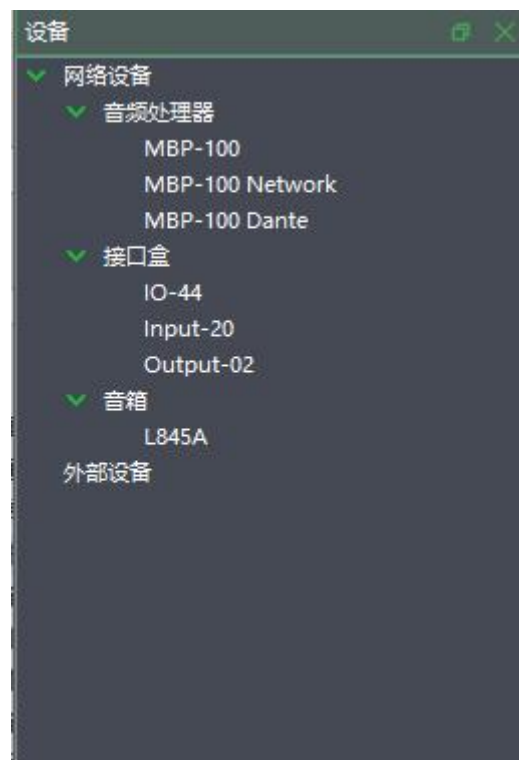 设备
网络设备
音频处理器
MBP-100
MBP-100 Network
MBP-100 Dante
接口盒
IO-44
Input-20
Output-02
音箱
L845A
外部设备